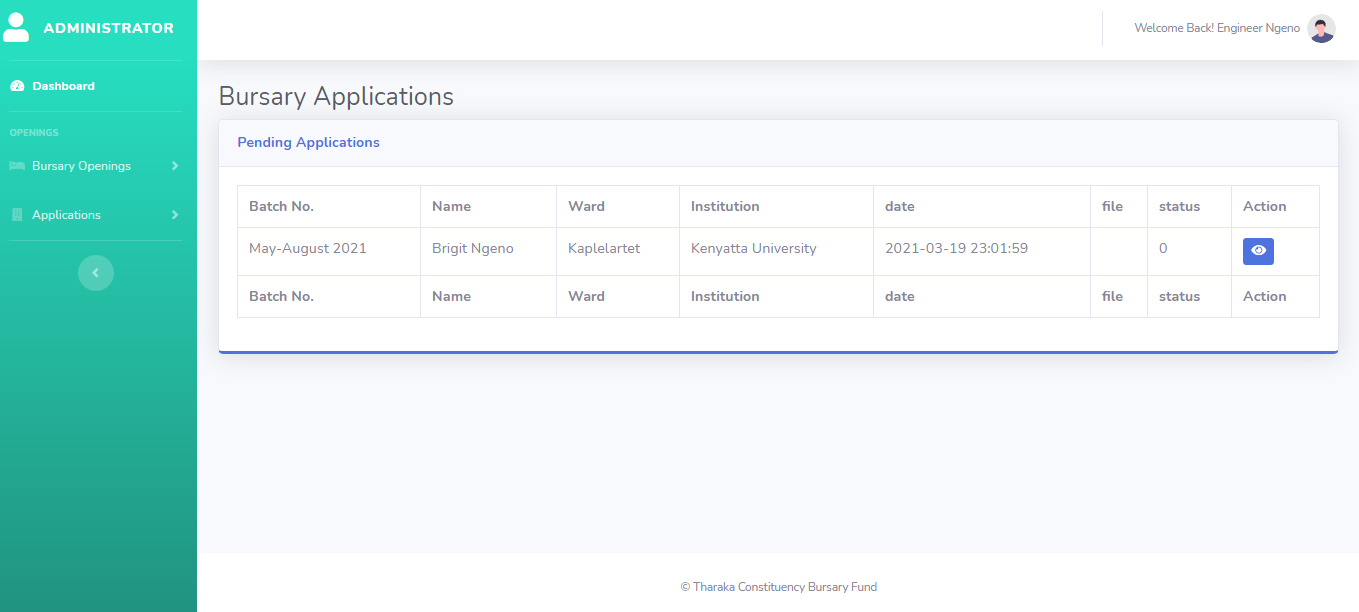 ADMINISTRATOR
Welcome Back! Engineer Ngeno
Dashboard
OPENINGS
Bursary Openings
Applications
Bursary Applications
Pending Applications
Batch No. Name Ward Institution date file status Action
May-August 2021 Brigit Ngeno Kaplelartet Kenyatta University 2021-03-19 23:01:59 0
Batch No. Name Ward Institution date file status Action
© Tharaka Constituency Bursary Fund